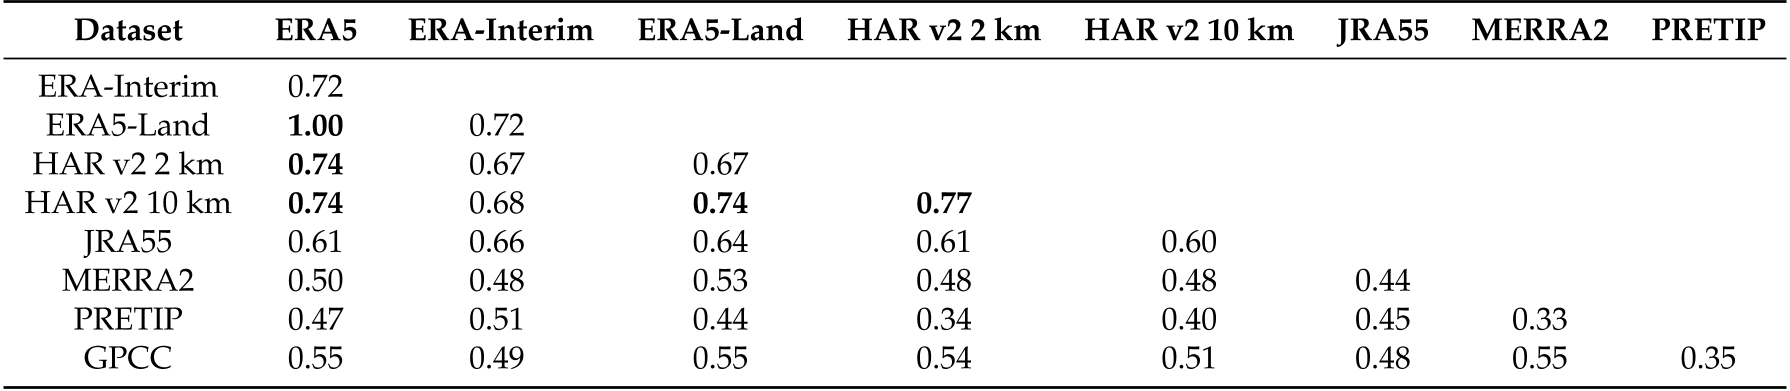 Dataset ERA5 ERA-Interim ERA5-Land HAR v2 2 km HAR v2 10 km JRA55 MERRA2 PRETIP
ERA-Interim 0.72
ERA5-Land 1.00 0.72
HAR v2 2 km 0.74 0.67 0.67
HAR v2 10 km 0.74 0.68 0.74 0.77
JRA55 0.61 0.66 0.64 0.61 0.60
MERRA2 0.50 0.48 0.53 0.48 0.48 0.44
PRETIP 0.47 0.51 0.44 0.34 0.40 0.45 0.33
GPCC 0.55 0.49 0.55 0.54 0.51 0.48 0.55 0.35